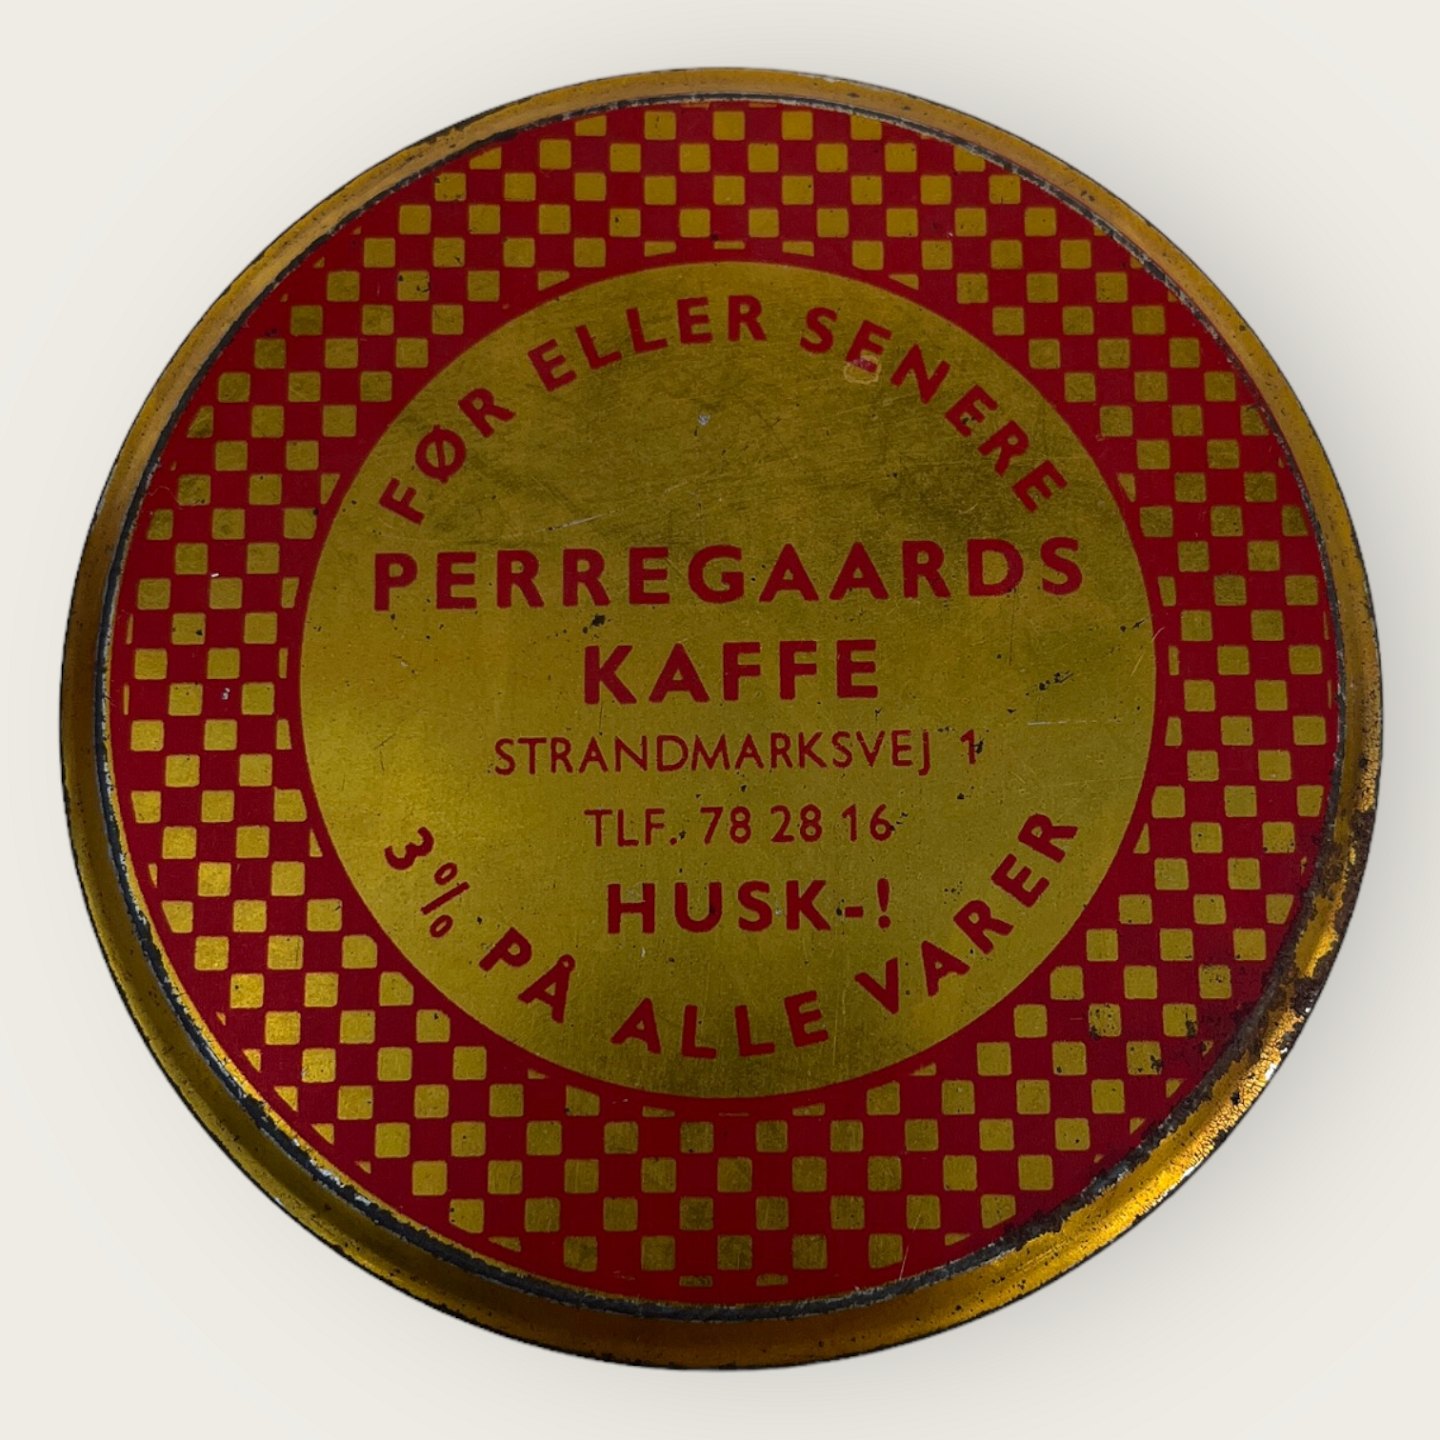 FØR ELLER SENERE
PERREGAARDS
KAFFE
STRANDMARKSVEJ 1
TLF. 78 28 16
HUSK-!
3% PÅ ALLE VARER